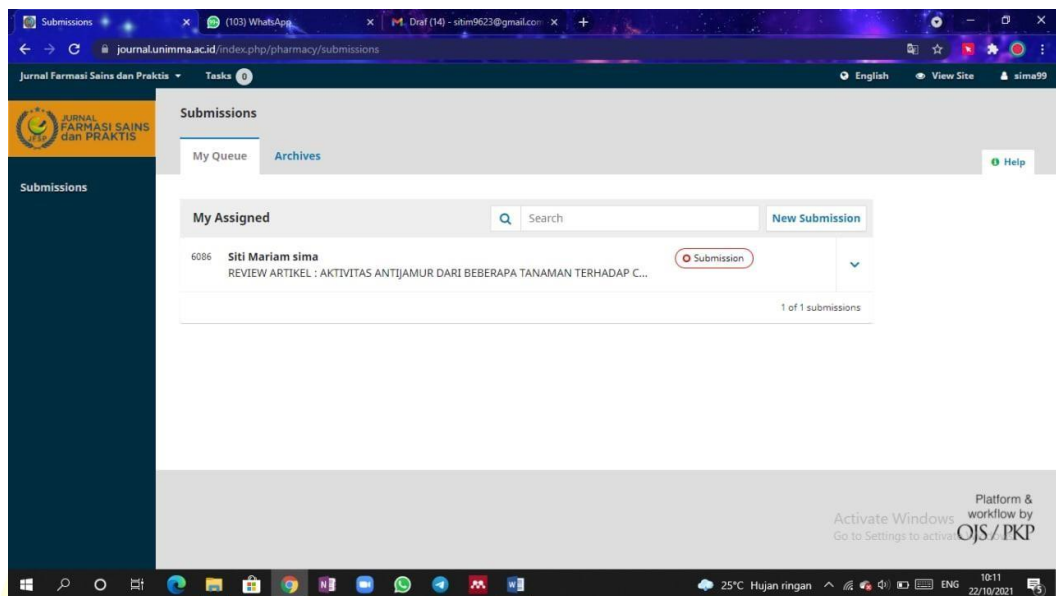 Submissions
(103) WhatsApp
Draf (14) - sitim9623@gmail.com
journal.unimma.ac.id/index.php/pharmacy/submissions
Jurnal Farmasi Sains dan Praktis Tasks 0 English View Site sima99
JURNAL
FARMASI SAINS
dan PRAKTIS
JFSP
Submissions
Submissions
My Queue Archives
Help
My Assigned Search New Submission
6086 Siti Mariam sima Submission
REVIEW ARTIKEL : AKTIVITAS ANTIJAMUR DARI BEBERAPA TANAMAN TERHADAP C...
1 of 1 submissions
Platform &
workflow by
OJS / PKP
Activate Windows
Go to Settings to activate
25°C Hujan ringan ENG 10:11
22/10/2021
5